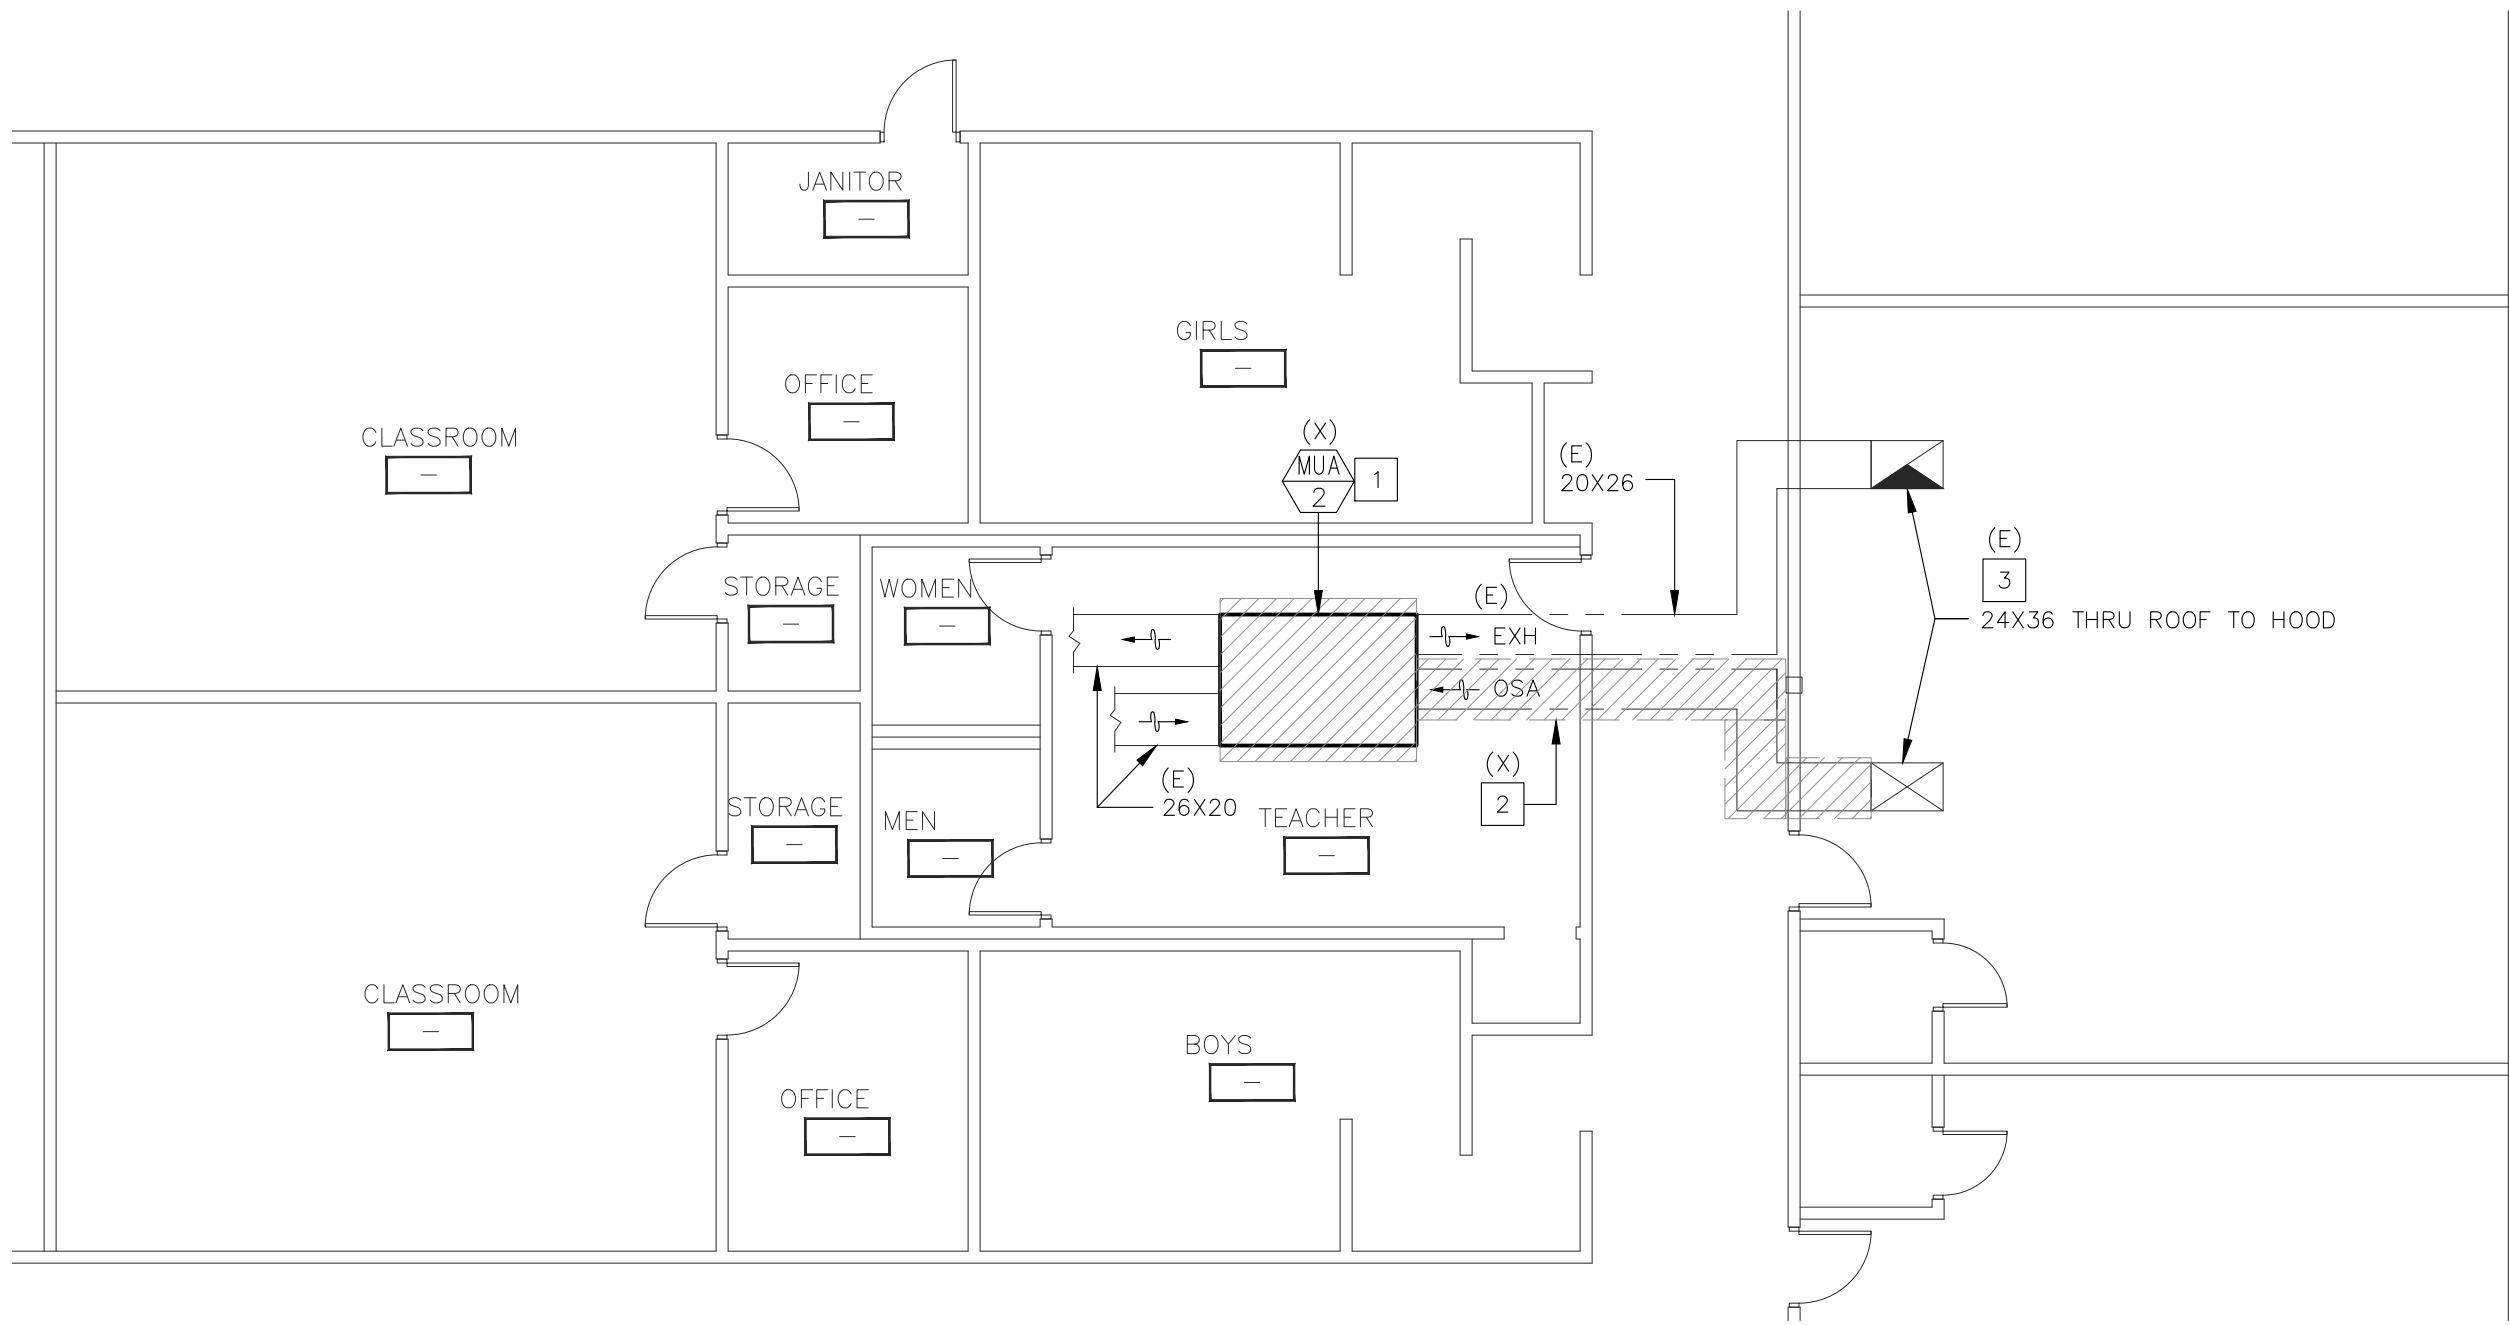 JANITOR
-
GIRLS
-
OFFICE
-
CLASSROOM
-
(X)
MUA
2
1
(E)
20X26
(E)
3
24X36 THRU ROOF TO HOOD
STORAGE
-
WOMEN
-
(E)
EXH
OSA
(X)
2
(E)
26X20
STORAGE
-
MEN
-
TEACHER
-
CLASSROOM
-
BOYS
-
OFFICE
-